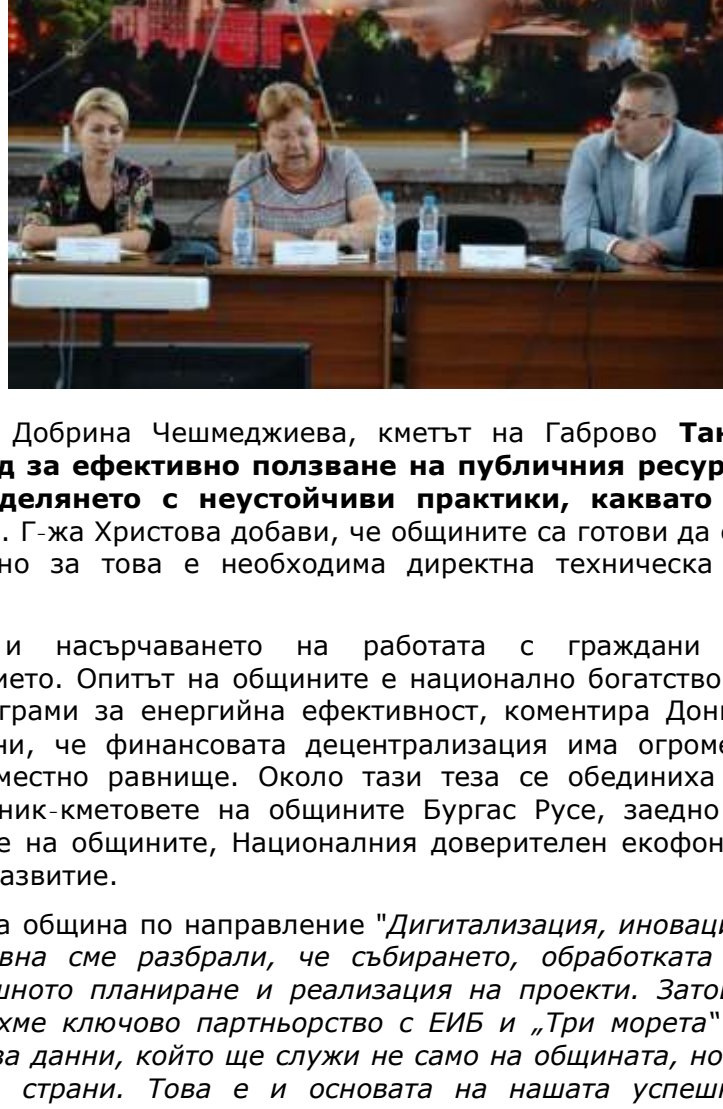 Добрина Чешмеджиева, кметът на Габрово Тан
д за ефективно ползване на публичния ресур
делянето с неустойчиви практики, каквато
. Г-жа Христова добави, че общините са готови да с
но за това е необходима директна техническа
и насърчаването на работата с граждани
ието. Опитът на общините е национално богатство
грами за енергийна ефективност, коментира Дон
ни, че финансовата децентрализация има огроме
местно равнище. Около тази теза се обединиха
ник-кметовете на общините Бургас Русе, заедно
е на общините, Националния доверителен екофон
азвитие.
а община по направление "Дигитализация, иноваци
вна сме разбрали, че събирането, обработката
шното планиране и реализация на проекти. Зато
хме ключово партньорство с ЕИБ и „Три морета"
за данни, който ще служи не само на общината, но
страни. Това е и основата на нашата успеш